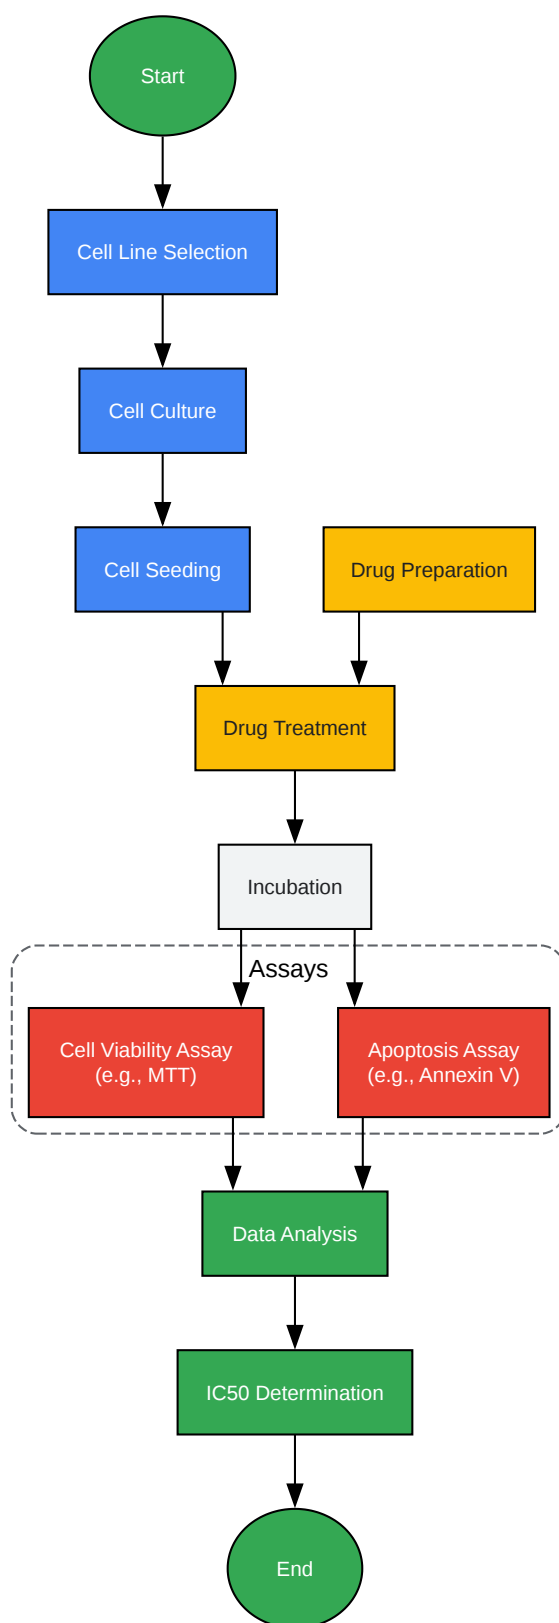 Start
Cell Line Selection
Cell Culture
Cell Seeding
Drug Preparation
Drug Treatment
Incubation
Assays
Cell Viability Assay
(e.g., MTT)
Apoptosis Assay
(e.g., Annexin V)
Data Analysis
IC50 Determination
End